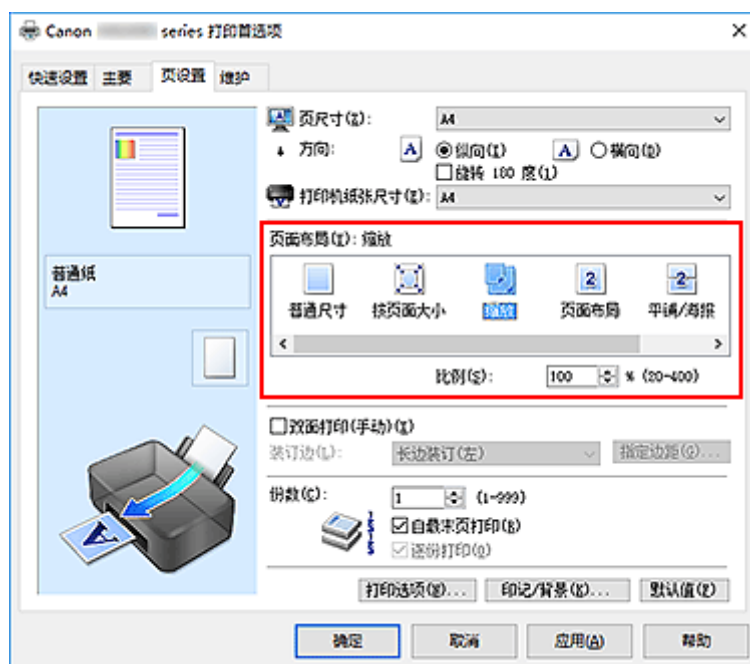 Canon series 打印首选项
快速设置 主要 页设置 维护
页尺寸(Z): A4
方向: A 纵向(I) A 横向(Q)
旋转 180 度(1)
打印机纸张尺寸(E): A4
页面布局(I): 缩放
普通纸
A4
2 2
普通尺寸 按页面大小 缩放 页面布局 平铺/海报
比例(S): 100 % (20-400)
双面打印(手动)(X)
装订边(L): 长边装订(左) 指定边距(G)...
份数(C): 1 (1-999)
自最末页打印(R)
逐份打印(O)
打印选项(N)... 印记/背景(K)... 默认值(F)
确定 取消 应用(A) 帮助